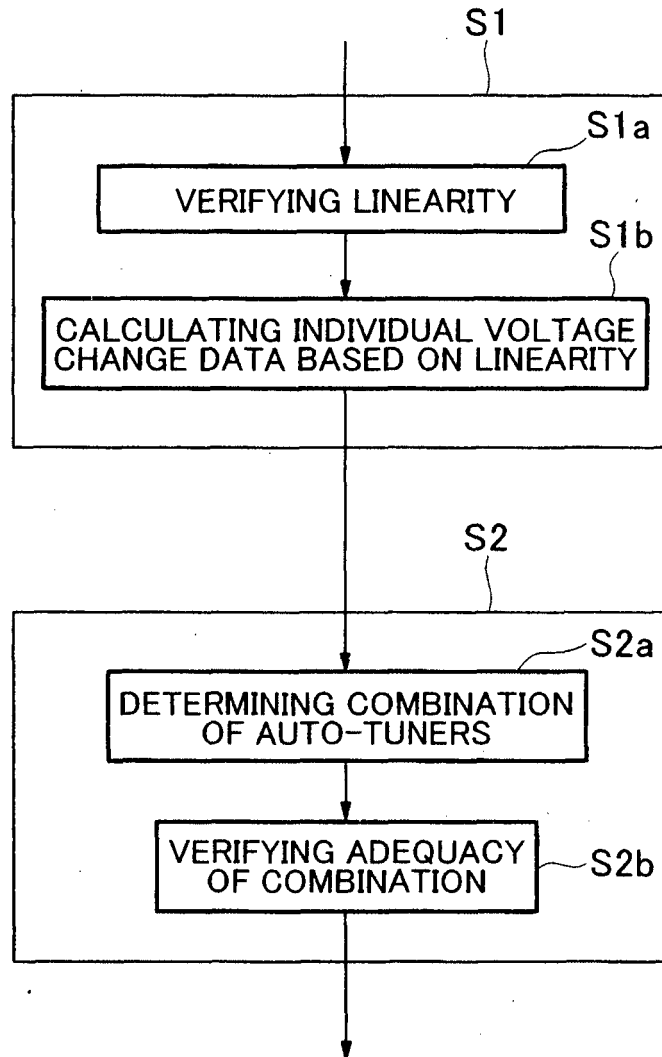 S1
S1a
VERIFYING LINEARITY
S1b
CALCULATING INDIVIDUAL VOLTAGE
CHANGE DATA BASED ON LINEARITY
S2
S2a
DETERMINING COMBINATION
OF AUTO-TUNERS
VERIFYING ADEQUACY
OF COMBINATION
S2b